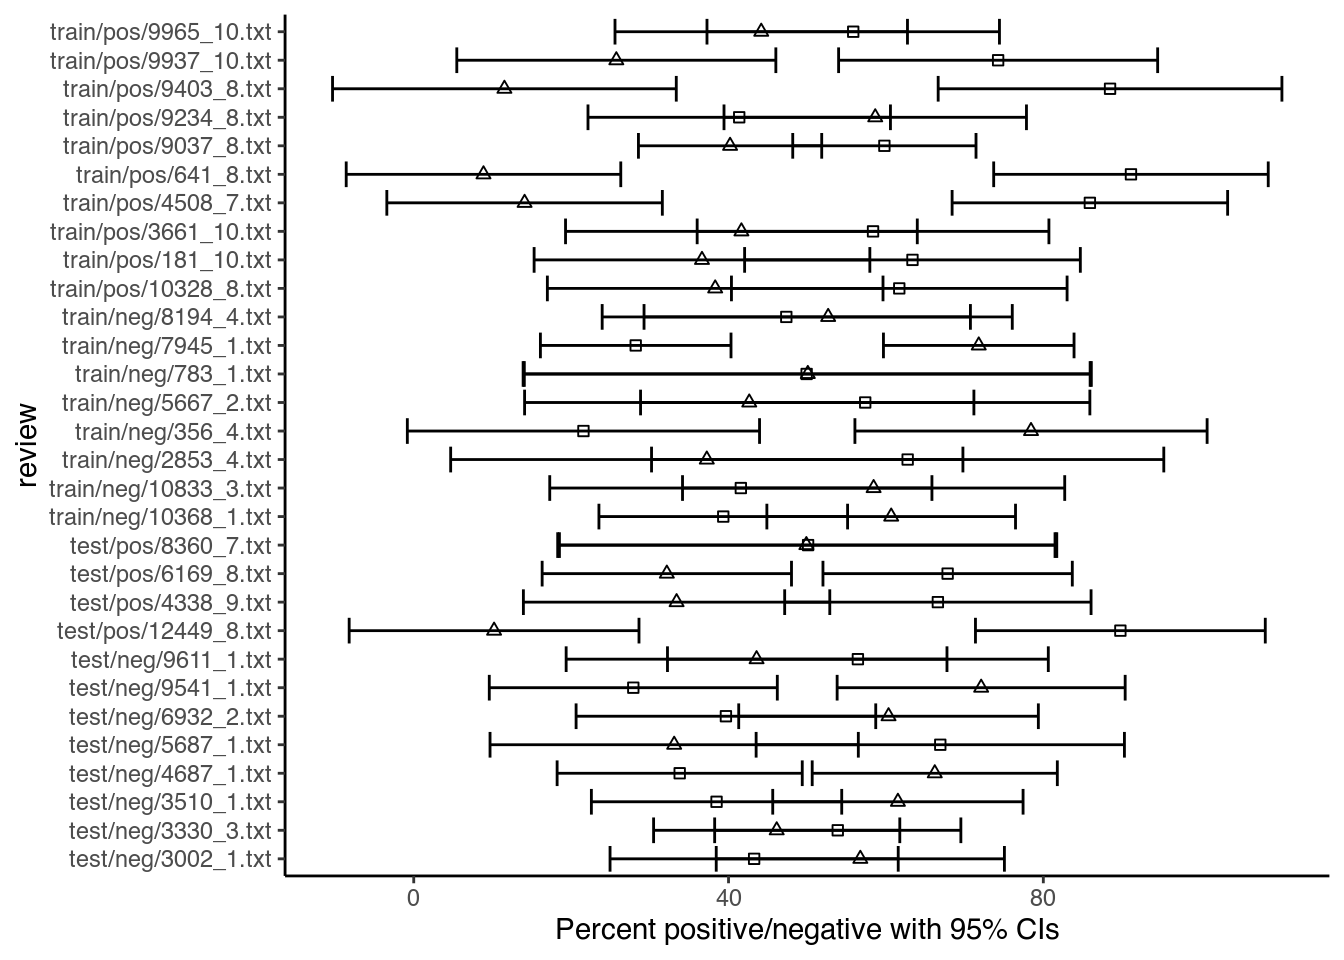 train/pos/9965_10.txt
train/pos/9937_10.txt
train/pos/9403_8.txt
train/pos/9234_8.txt
train/pos/9037_8.txt
train/pos/641_8.txt
train/pos/4508_7.txt
train/pos/3661_10.txt
train/pos/181_10.txt
train/pos/10328_8.txt
train/neg/8194_4.txt
train/neg/7945_1.txt
train/neg/783_1.txt
train/neg/5667_2.txt
train/neg/356_4.txt
train/neg/2853_4.txt
train/neg/10833_3.txt
train/neg/10368_1.txt
test/pos/8360_7.txt
test/pos/6169_8.txt
test/pos/4338_9.txt
test/pos/12449_8.txt
test/neg/9611_1.txt
test/neg/9541_1.txt
test/neg/6932_2.txt
test/neg/5687_1.txt
test/neg/4687_1.txt
test/neg/3510_1.txt
test/neg/3330_3.txt
test/neg/3002_1.txt
review
0 40 80
Percent positive/negative with 95% CIs